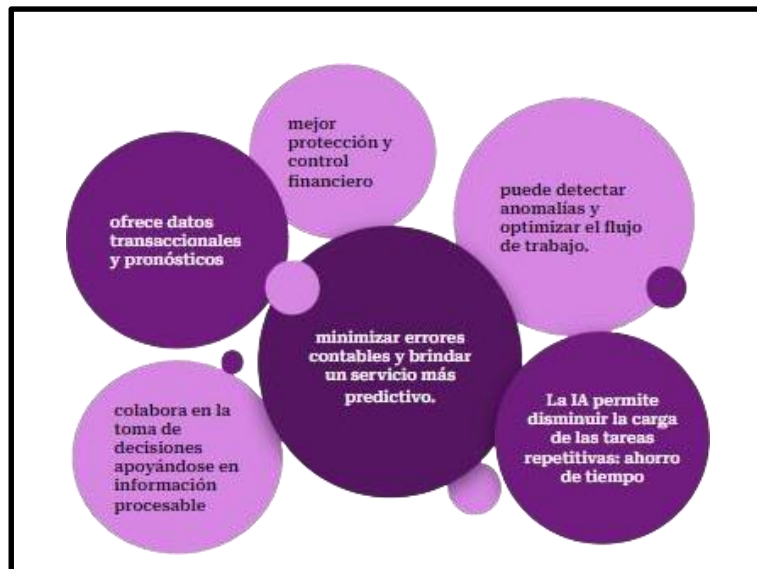 mejor
protección y
control
financiero
ofrece datos
transaccionales
y pronósticos
puede detectar
anomalías y
optimizar el flujo
de trabajo.
minimizar errores
contables y brindar
un servicio más
predictivo.
colabora en la
toma de
decisiones
apoyándose en
información
procesable
La IA permite
disminuir la carga
de las tareas
repetitivas: ahorro
de tiempo